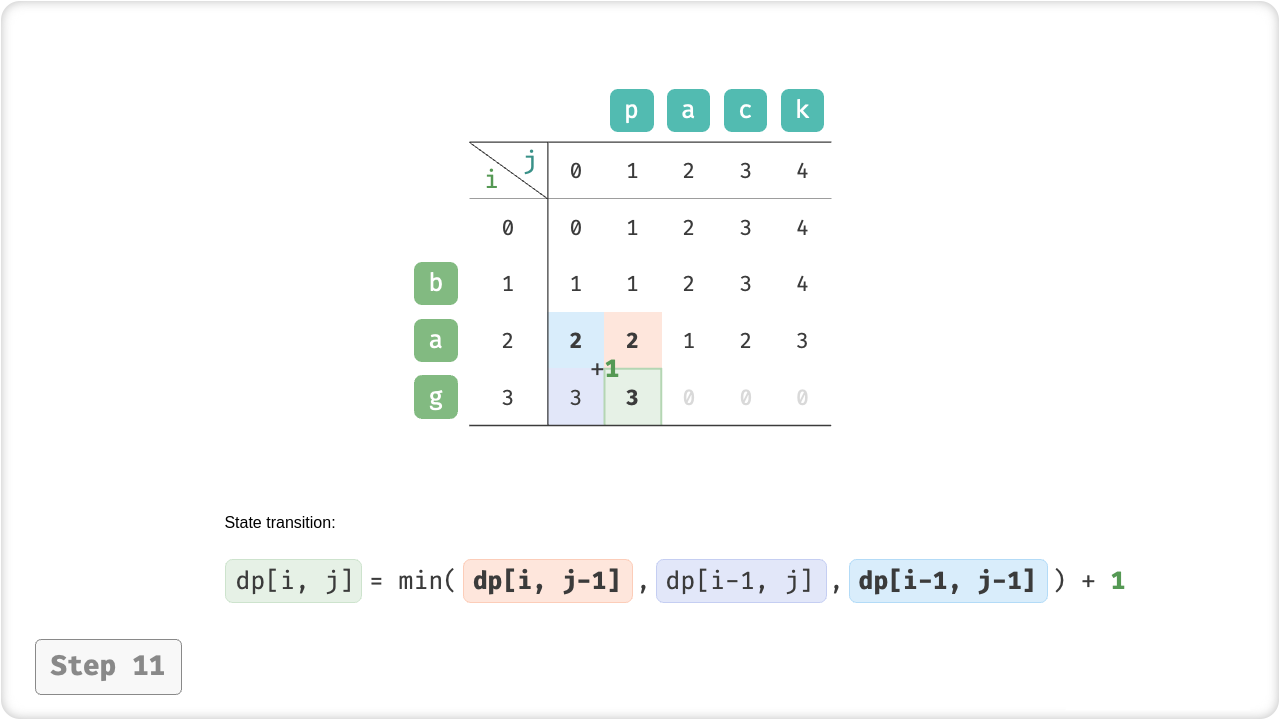 p a c k
j
i
0 1 2 3 4
0 0 1 2 3 4
b 1 1 1 2 3 4
a 2 2 2 1 2 3
+1
g 3 3 3 0 0 0
State transition:
dp[i, j] = min( dp[i, j-1] , dp[i-1, j] , dp[i-1, j-1] ) + 1
Step 11